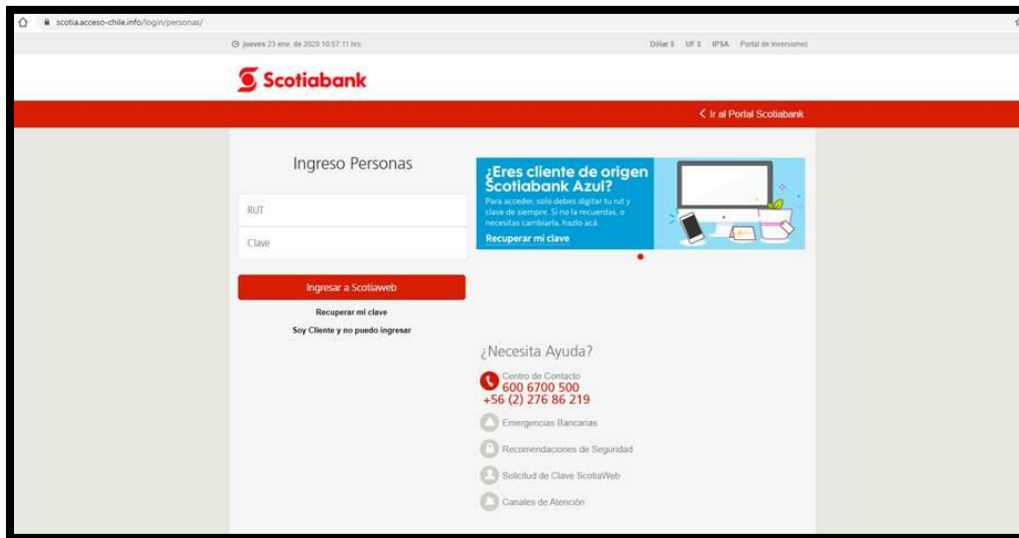 scotia.acceso-chile.info/login/personas/
jueves 23 ene. de 2020 10:57:11 hrs.
Dólar $ UF $ IPSA Portal de Inversiones
Scotiabank
Ir al Portal Scotiabank
Ingreso Personas
RUT
Clave
Ingresar a Scotiaweb
Recuperar mi clave
Soy Cliente y no puedo ingresar
¿Eres cliente de origen
Scotiabank Azul?
Para acceder, solo debes digitar tu rut y
clave de siempre. Si no la recuerdas, o
necesitas cambiarla, hazlo acá.
Recuperar mi clave
¿Necesita Ayuda?
Centro de Contacto
600 6700 500
+56 (2) 276 86 219
Emergencias Bancarias
Recomendaciones de Seguridad
Solicitud de Clave ScotiaWeb
Canales de Atención